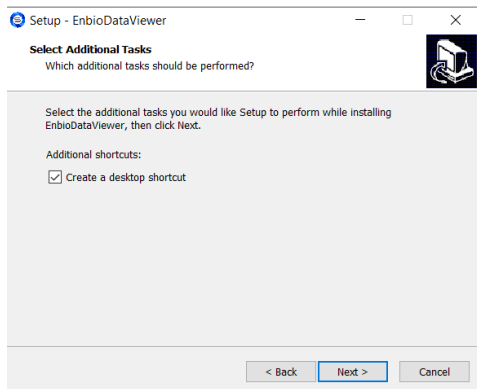 Setup - EnbioDataViewer
Select Additional Tasks
Which additional tasks should be performed?
Select the additional tasks you would like Setup to perform while installing
EnbioDataViewer, then click Next.
Additional shortcuts:
Create a desktop shortcut
< Back
Next >
Cancel